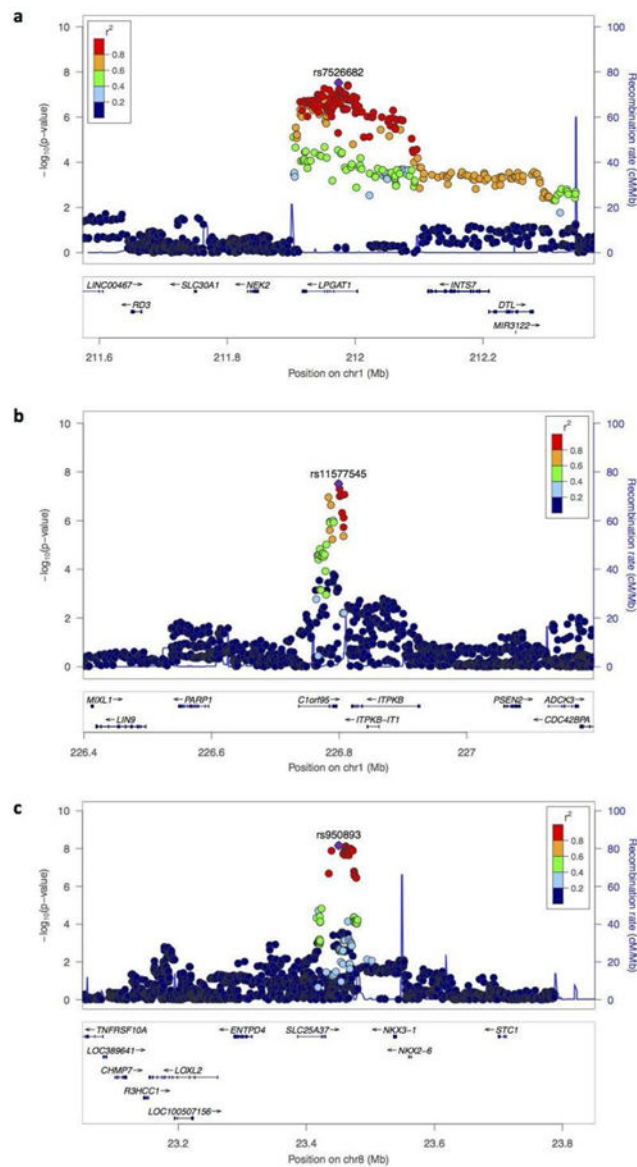 a
r²
0.8
0.6
0.4
0.2
rs7526682
10
8
6
4
2
0
− log₁₀(p−value)
100
80
60
40
20
0
Recombination rate (cM/Mb)
LINC00467→
←SLC30A1
←NEK2
←LPGAT1
←INTS7
←RD3
DTL→
MIR3122→
211.6
211.8
212
212.2
Position on chr1 (Mb)
b
r²
0.8
0.6
0.4
0.2
rs11577545
10
8
6
4
2
0
− log₁₀(p−value)
100
80
60
40
20
0
Recombination rate (cM/Mb)
MIXL1→
←PARP1
C1orf95→
←ITPKB
PSEN2→
ADCK3→
←LIN9
ITPKB−IT1
←CDC42BPA
226.4
226.6
226.8
227
Position on chr1 (Mb)
c
r²
0.8
0.6
0.4
0.2
rs950893
10
8
6
4
2
0
− log₁₀(p−value)
100
80
60
40
20
0
Recombination rate (cM/Mb)
←TNFRSF10A
←ENTPD4
SLC25A37→
←NKX3−1
←STC1
LOC389641→
←NKX2−6
CHMP7→
←LOXL2
R3HCC1→
LOC100507156→
23.2
23.4
23.6
23.8
Position on chr8 (Mb)